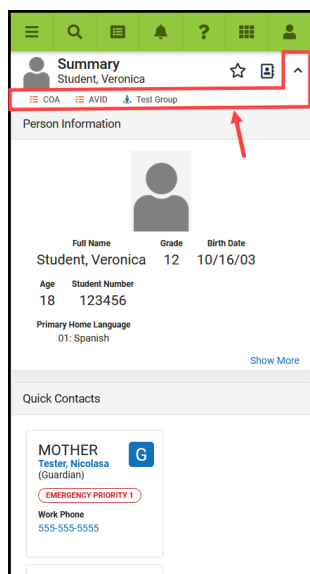 ?
Summary
Student, Veronica
COA AVID Test Group
Person Information
Full Name Grade Birth Date
Student, Veronica 12 10/16/03
Age Student Number
18 123456
Primary Home Language
01: Spanish
Show More
Quick Contacts
MOTHER
G
Tester, Nicolasa
(Guardian)
EMERGENCY PRIORITY 1
Work Phone
555-555-5555